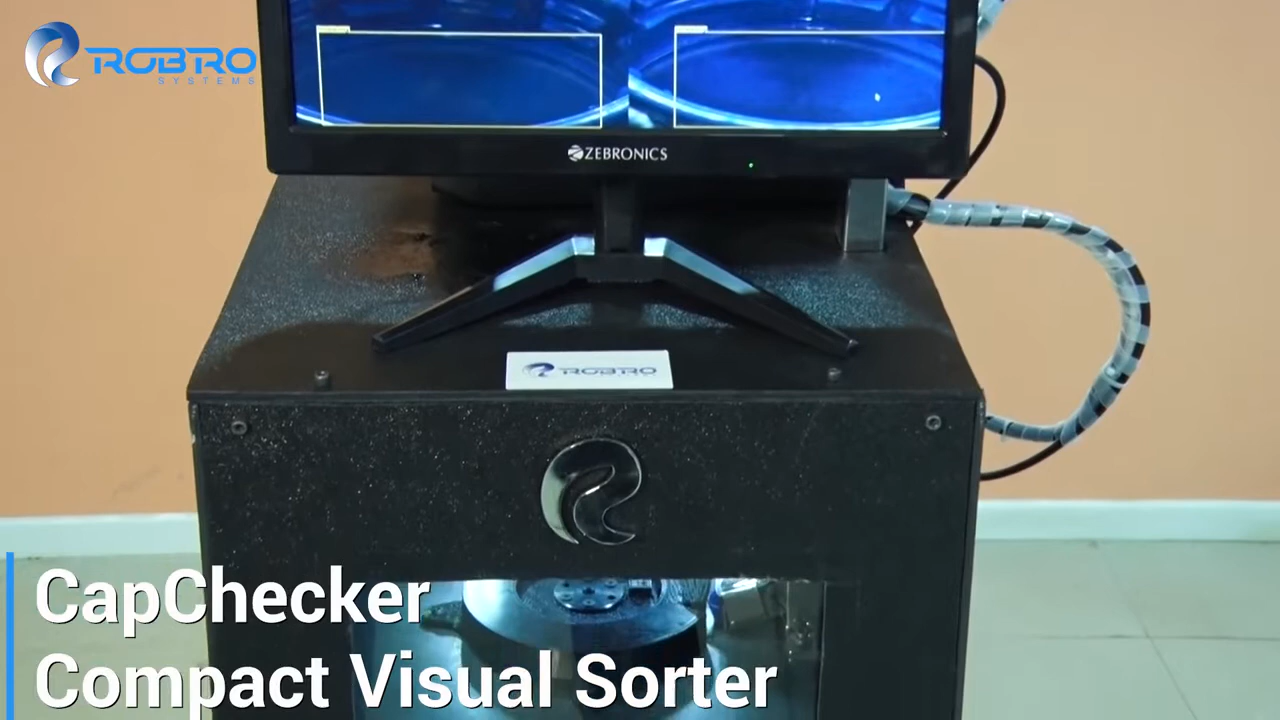 ROBRO
SYSTEMS
ZEBRONICS
ROBRO
CapChecker
Compact Visual Sorter